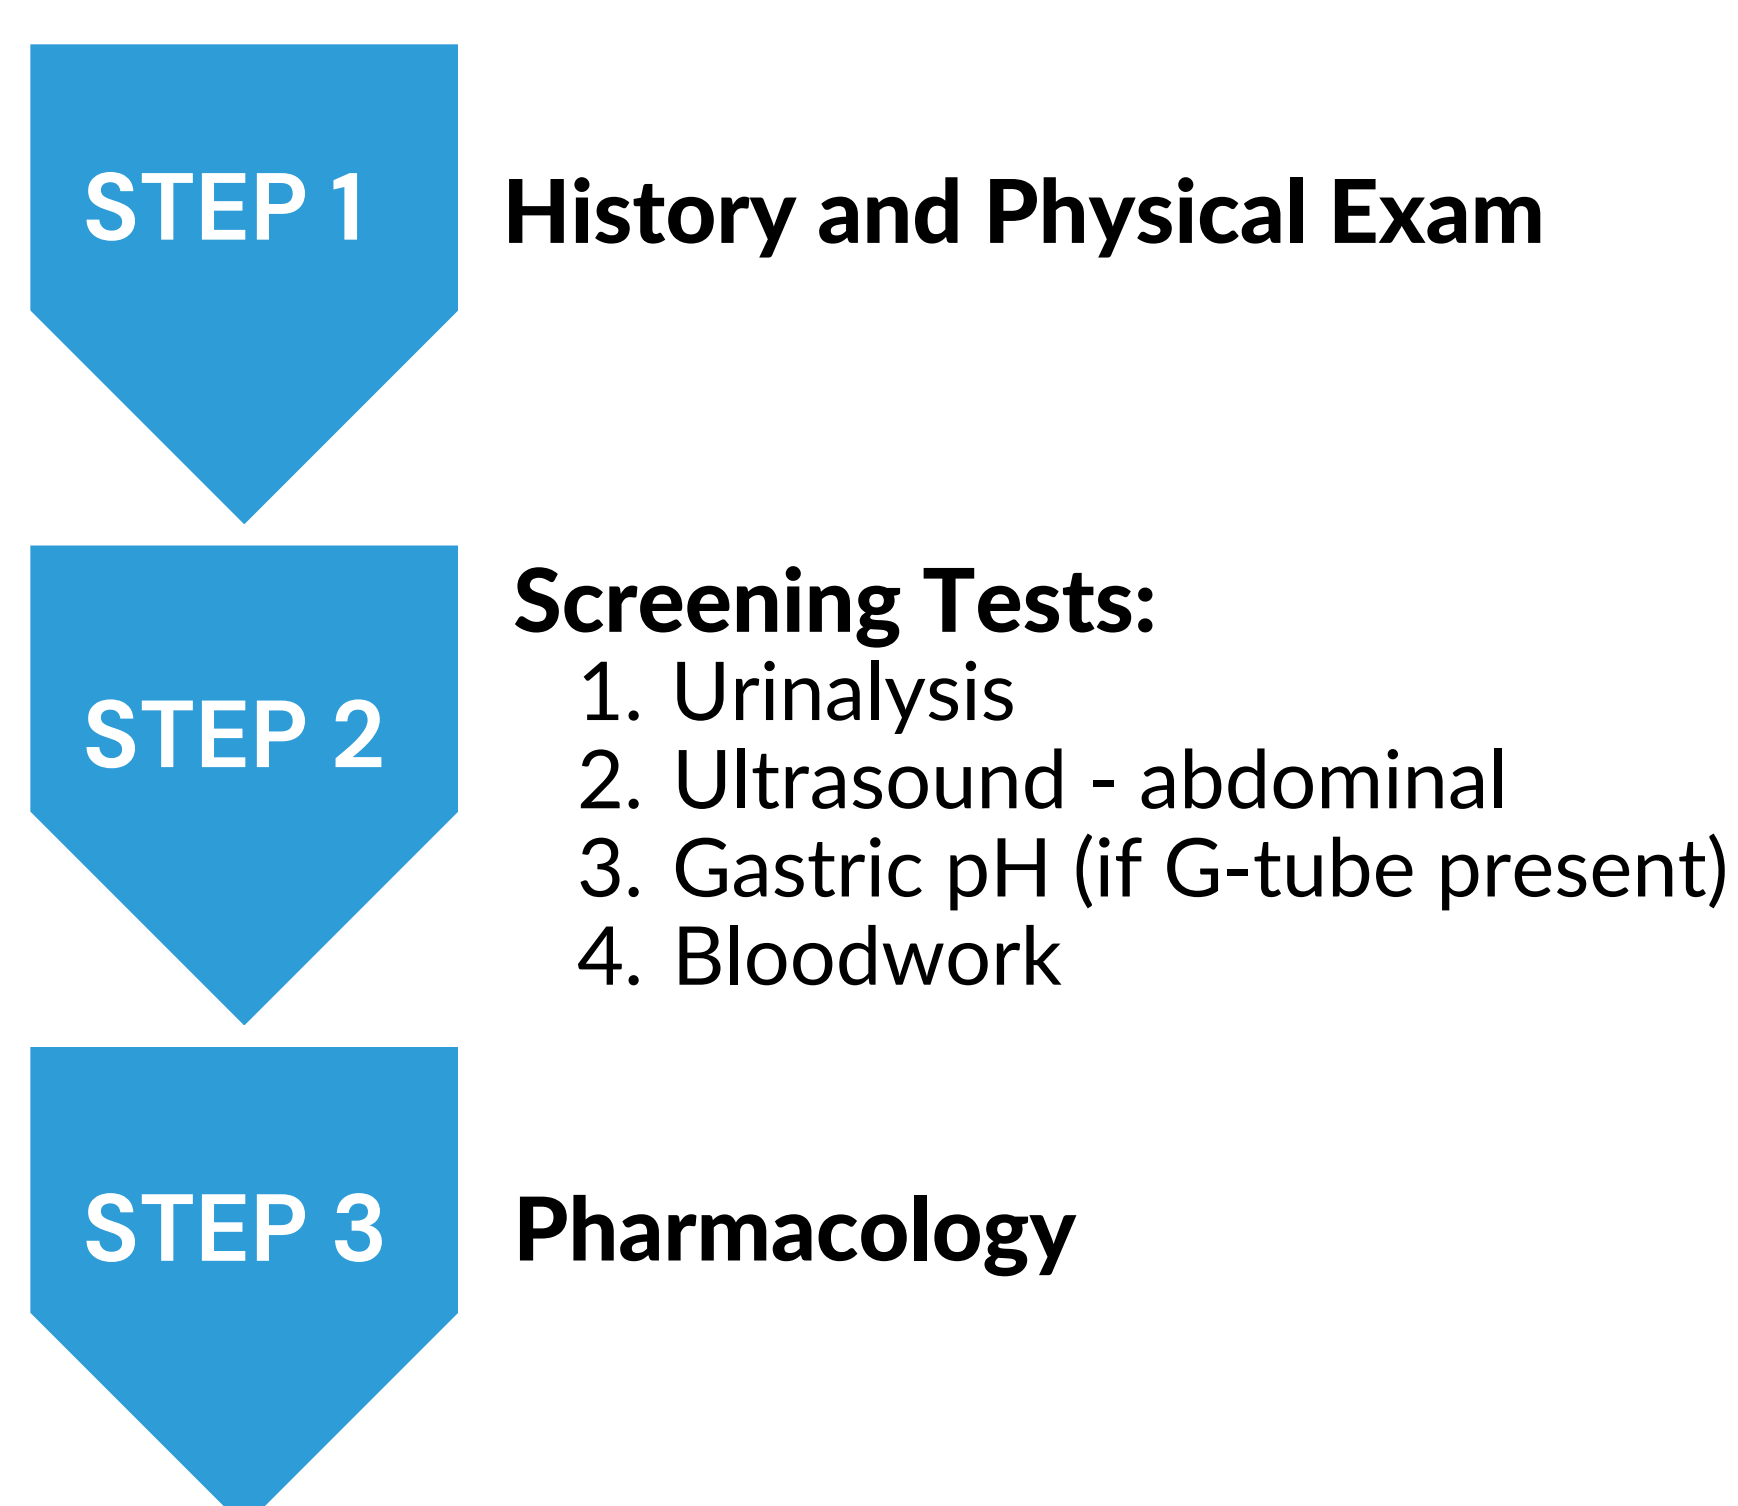 STEP 1
History and Physical Exam
STEP 2
Screening Tests:
1. Urinalysis
2. Ultrasound - abdominal
3. Gastric pH (if G-tube present)
4. Bloodwork
STEP 3
Pharmacology